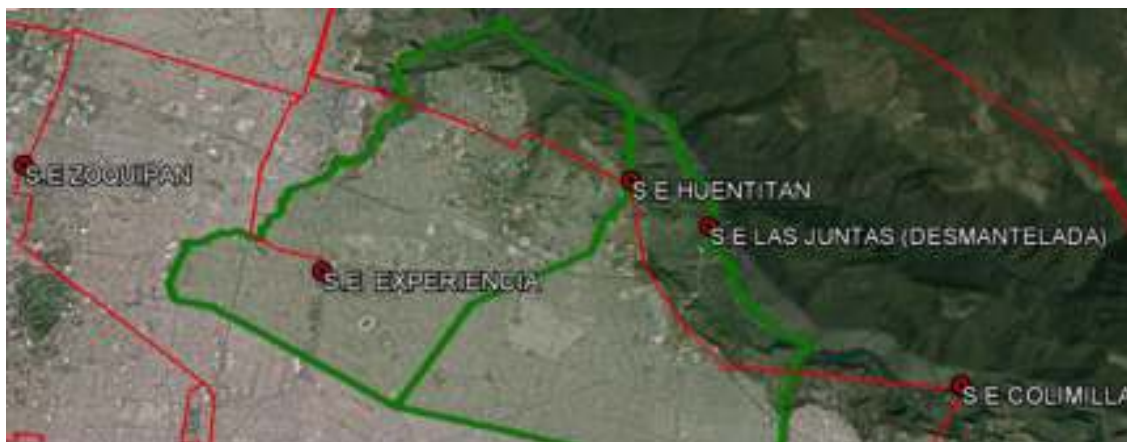 S.E ZOQUIPAN
S.E HUENTITAN
S.E LAS JUNTAS (DESMANTELADA)
S.E EXPERIENCIA
S.E COLIMILLA